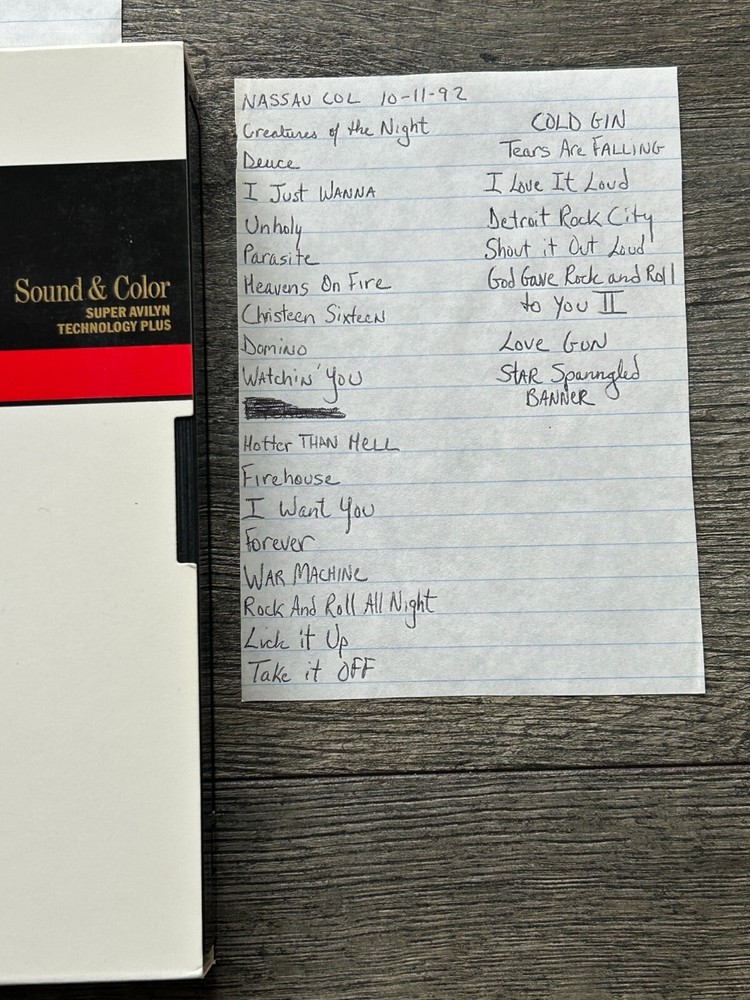 Sound & Color
SUPER AVILYN
TECHNOLOGY PLUS
NASSAU COL 10-11-92
Creatures of the Night
Deuce
I Just WANNA
Unholy
Parasite
Heavens On Fire
Christeen Sixteen
Domino
Watchin' You
Hotter THAN HELL
Firehouse
I Want You
Forever
WAR MACHINE
Rock And Roll All Night
Lick it Up
Take it OFF
COLD GIN
Tears Are FALLING
I Love It Loud
Detroit Rock City
Shout it Out Loud
God Gave Rock and Roll
to You II
Love GUN
STAR Spanngled
BANNER